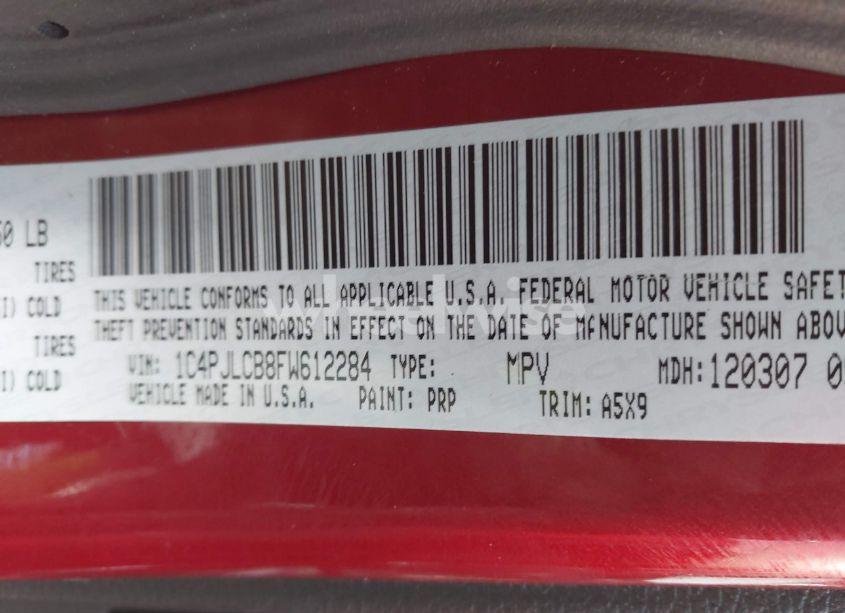 50 LB
TIRES
I) COLD
TIRES
I) COLD
THIS VEHICLE CONFORMS TO ALL APPLICABLE U.S.A. FEDERAL MOTOR VEHICLE SAFET
THEFT PREVENTION STANDARDS IN EFFECT ON THE DATE OF MANUFACTURE SHOWN ABOV
VIN: 1C4PJLCB8FW612284 TYPE: MPV MDH: 120307 0
VEHICLE MADE IN U.S.A. PAINT: PRP TRIM: A5X9